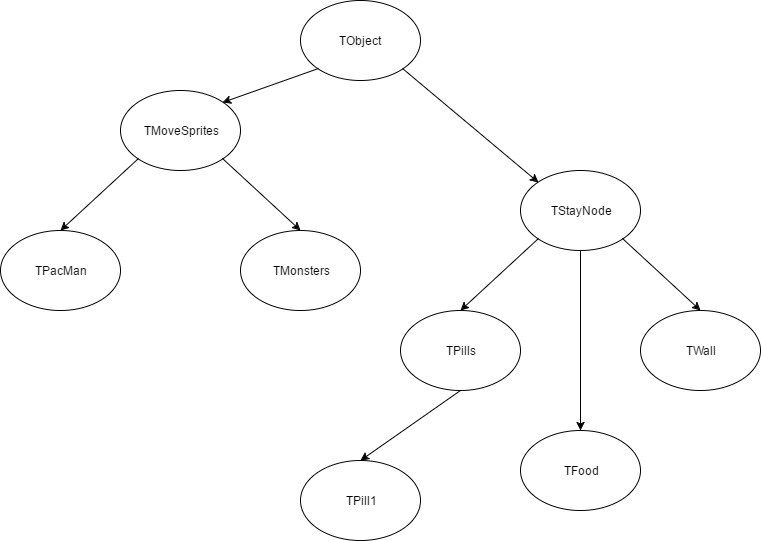 TObject
TMoveSprites
TStayNode
TPacMan
TMonsters
TPills
TWall
TFood
TPill1